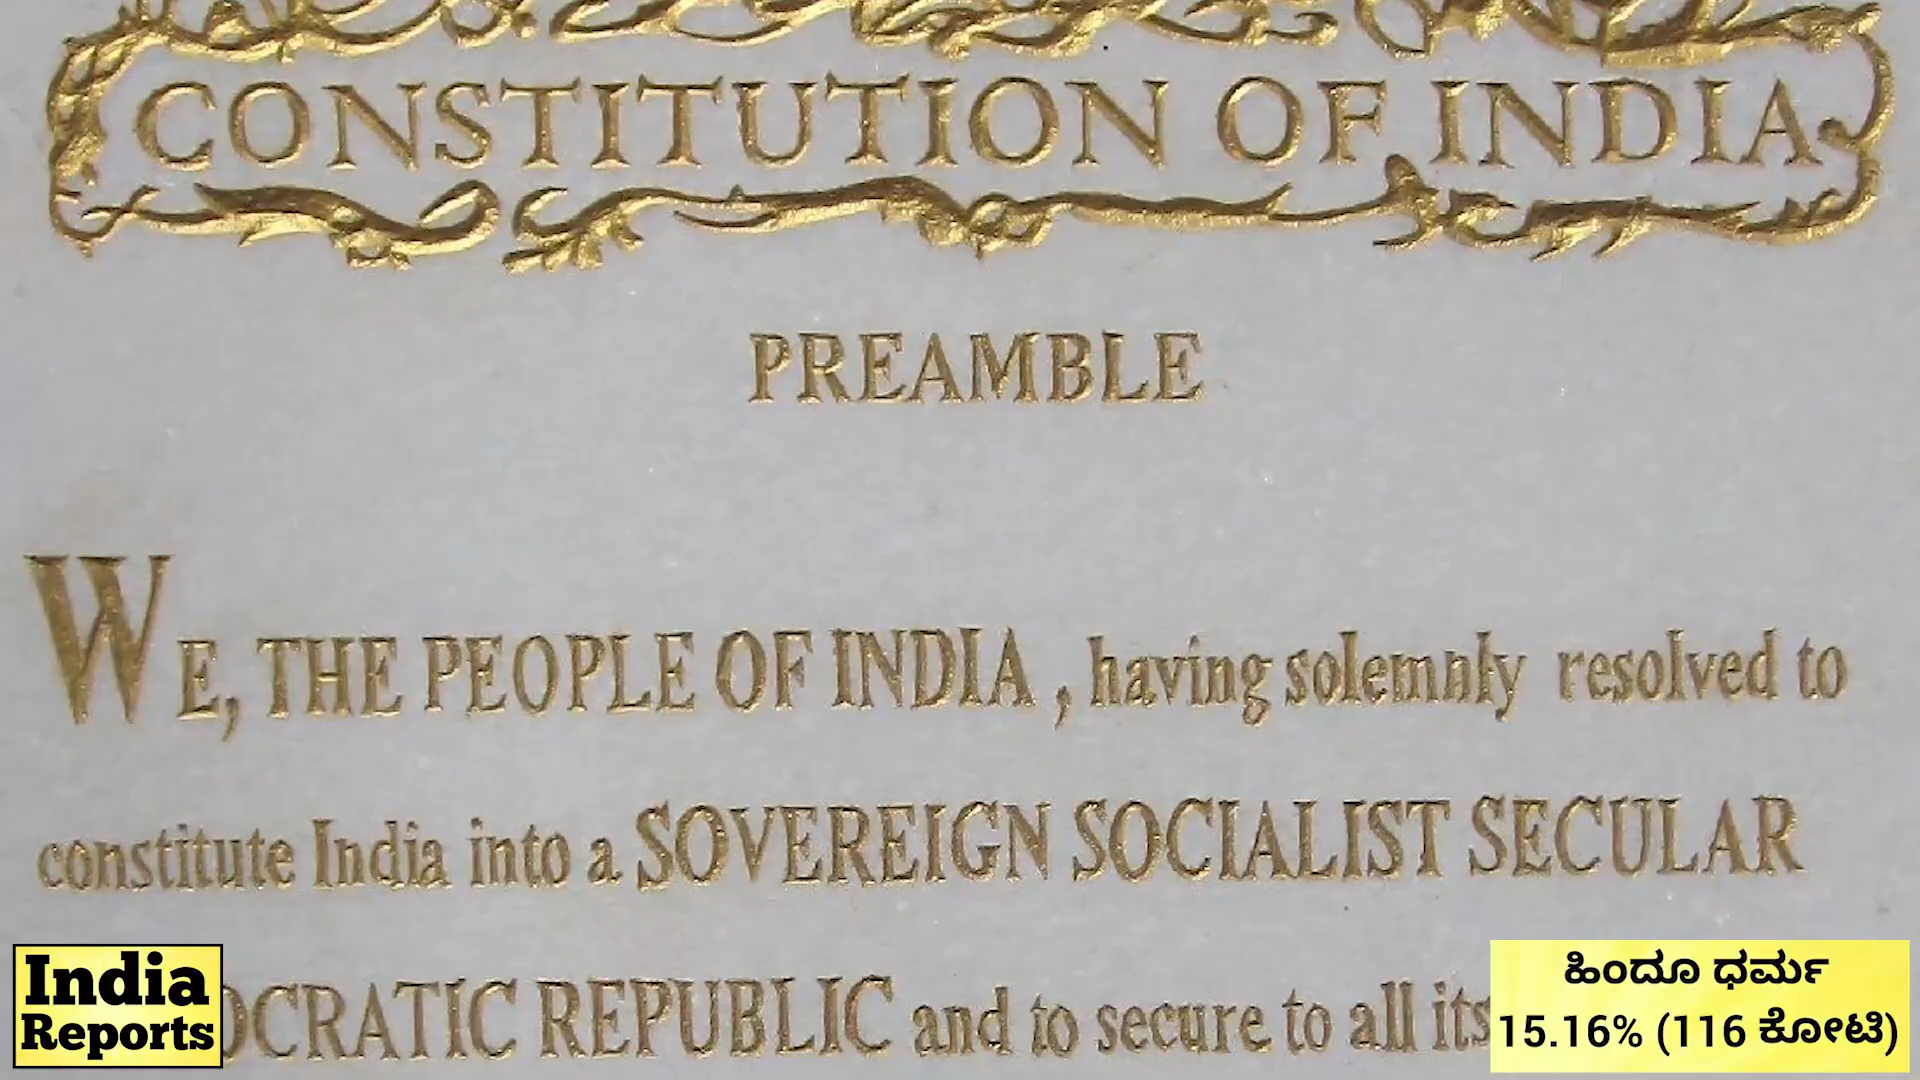 CONSTITUTION OF INDIA
PREAMBLE
WE, THE PEOPLE OF INDIA , having solemnly resolved to
constitute India into a SOVEREIGN SOCIALIST SECULAR
OCRATIC REPUBLIC and to secure to all its
India
Reports
ಹಿಂದೂ ಧರ್ಮ
15.16% (116 ಕೋಟಿ)